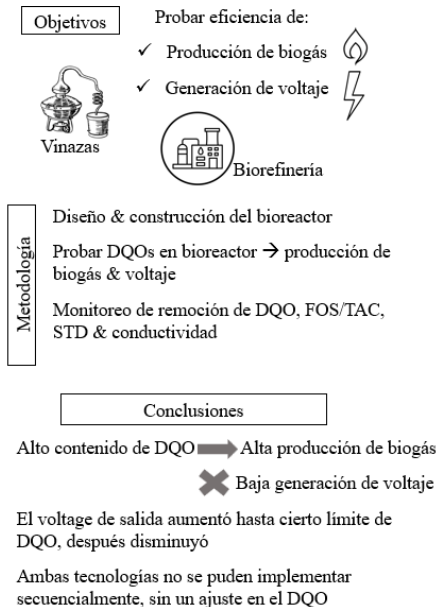 Objetivos
Probar eficiencia de:
✓ Producción de biogás
✓ Generación de voltaje
Vinazas
Biorefinería
Metodología
Diseño & construcción del bioreactor
Probar DQOs en bioreactor → producción de
biogás & voltaje
Monitoreo de remoción de DQO, FOS/TAC,
STD & conductividad
Conclusiones
Alto contenido de DQO Alta producción de biogás
Baja generación de voltaje
El voltage de salida aumentó hasta cierto límite de
DQO, después disminuyó
Ambas tecnologías no se puden implementar
secuencialmente, sin un ajuste en el DQO